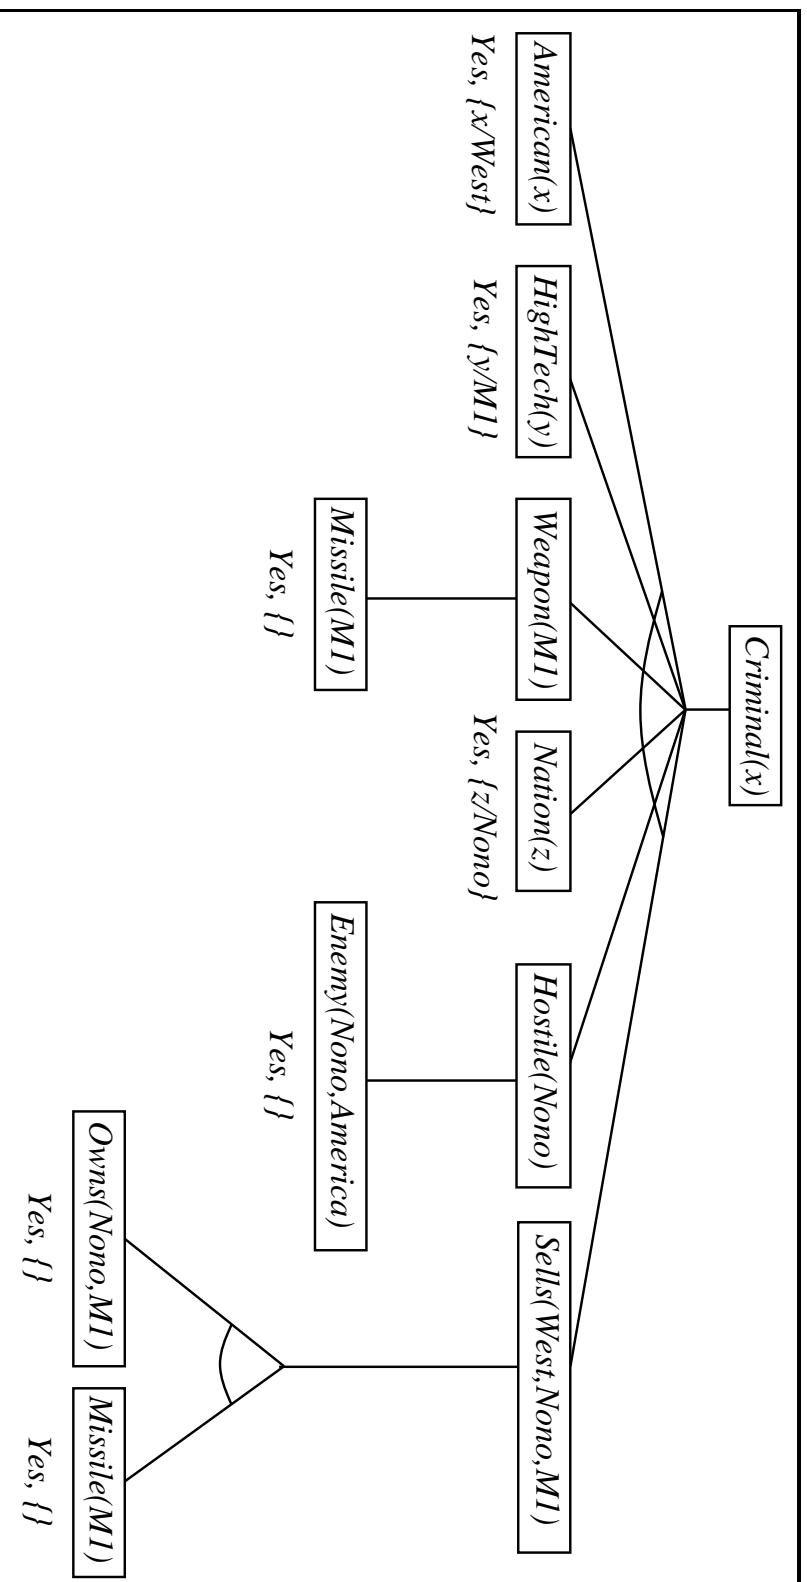 Criminal(x)
American(x)
HighTech(y)
Weapon(M1)
Nation(z)
Hostile(Nono)
Sells(West,Nono,M1)
Yes, {x/West}
Yes, {y/M1}
Yes, {z/Nono}
Missile(M1)
Enemy(Nono,America)
Yes, {}
Yes, {}
Owns(Nono,M1)
Missile(M1)
Yes, {}
Yes, {}